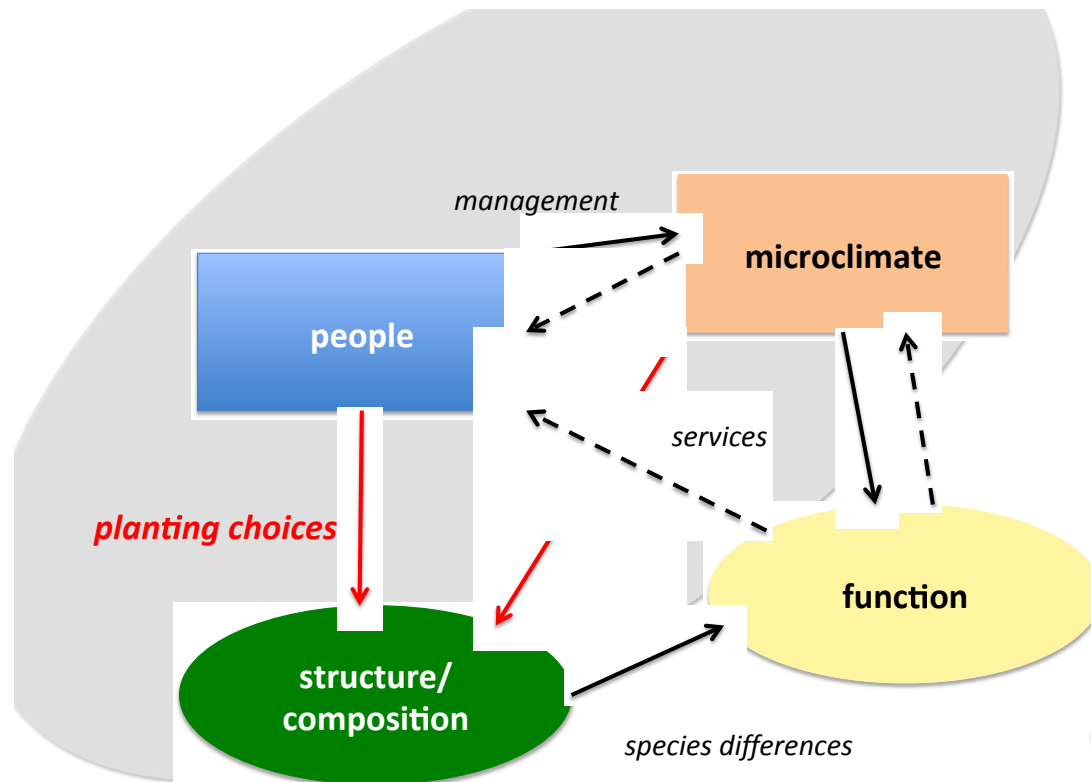 management
microclimate
people
services
planting choices
function
structure/
composition
species differences